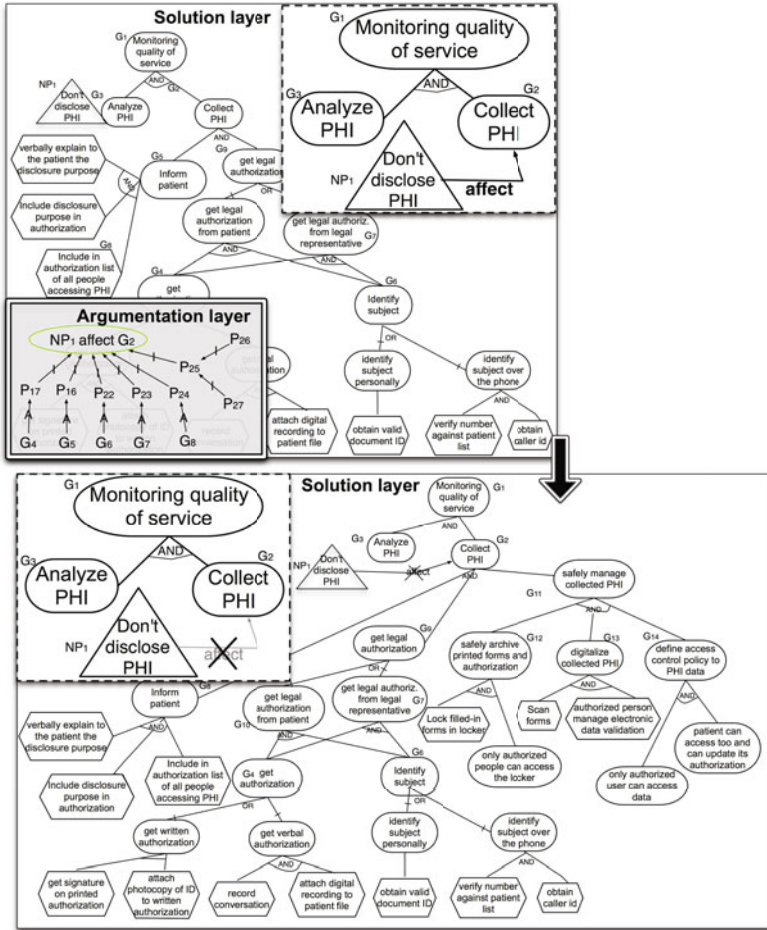 Solution layer
G1
Monitoring
quality of
service
AND
G2
NP1
Don't
disclose
PHI
G3
Analyze
PHI
Collect
PHI
AND
verbally explain to
the patient the
disclosure purpose
G5
Inform
patient
G9
get legal
authorization
AND
OR
Include disclosure
purpose in
authorization
get legal
authorization
from patient
get legal authoriz.
from legal
representative
G7
G8
Include in
authorization list
of all people
accessing PHI
AND
AND
G4
get
G6
Identify
subject
OR
identify
subject
personally
identify
subject over
the phone
AND
attach digital
recording to
patient file
obtain valid
document ID
verify number
against patient
list
obtain
caller id
G1
Monitoring quality
of service
AND
G3
Analyze
PHI
G2
Collect
PHI
NP1
Don't
disclose
PHI
affect
Argumentation layer
NP1 affect G2
P26
P25
P17
P16
P22
P23
P24
P27
A
A
A
A
A
G4
G5
G6
G7
G8
record
conversation
G1
Monitoring quality
of service
AND
G3
Analyze
PHI
G2
Collect
PHI
NP1
Don't
disclose
PHI
affect
Solution layer
Monitoring
quality of
service
G1
AND
G3
Analyze
PHI
Collect
PHI
G2
NP1
Don't
disclose
PHI
affect
AND
safely manage
collected PHI
G11
AND
G9
get legal
authorization
OR
safely archive
printed forms and
authorization
G12
AND
digitalize
collected PHI
G13
AND
G14
define access
control policy to
PHI data
AND
Inform
patient
AND
get legal
authorization
from patient
G10
AND
get legal authoriz.
from legal
representative
G7
AND
Lock filled-in
forms in locker
Scan
forms
authorized person
manage electronic
data validation
only authorized
people can access
the locker
patient can
access too and
can update its
authorization
only authorized
user can access
data
verbally explain to
the patient the
disclosure purpose
Include disclosure
purpose in
authorization
Include in
authorization list
of all people
accessing PHI
G4
get
authorization
OR
G6
Identify
subject
OR
get written
authorization
get verbal
authorization
AND
identify
subject
personally
identify
subject over
the phone
AND
get signature
on printed
authorization
attach
photocopy of ID
to written
authorization
record
conversation
attach digital
recording to
patient file
obtain valid
document ID
verify number
against patient
list
obtain
caller id